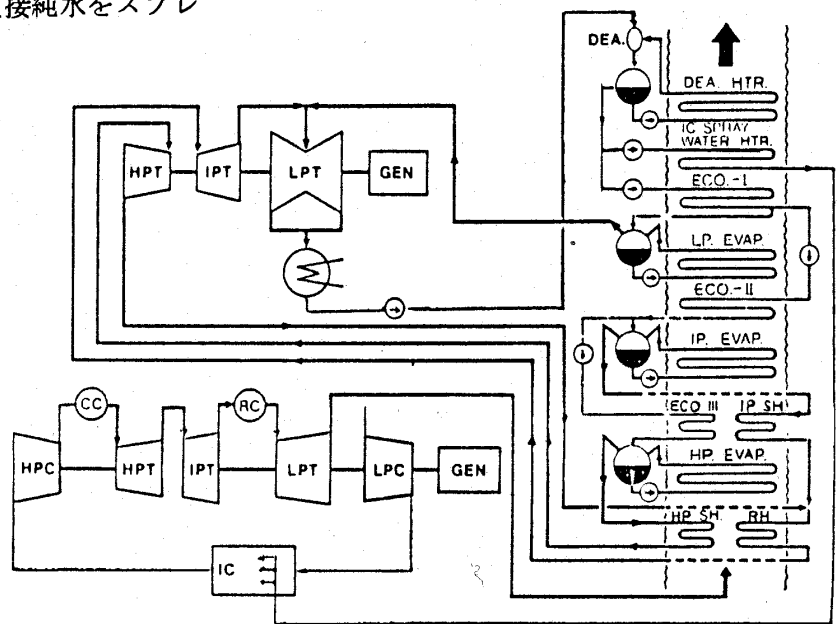 接純水をスプレ
DEA.
DEA. HTR.
IC SPRAY
WATER HTR.
ECO.-I
HPT
IPT
LPT
GEN
LP. EVAP.
ECO.-II
IP. EVAP.
CC
RC
ECO III
IP SH
HPC
HPT
IPT
LPT
LPC
GEN
HP. EVAP.
HP SH.
RH.
IC